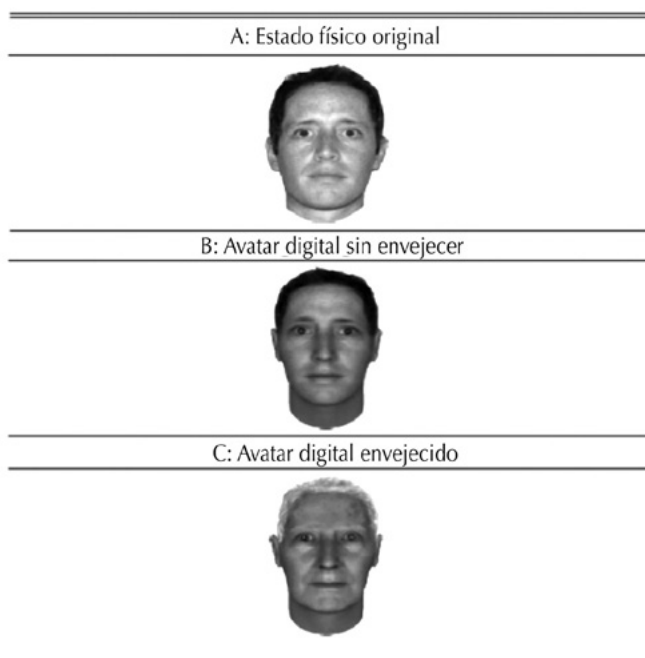 A: Estado físico original
B: Avatar digital sin envejecer
C: Avatar digital envejecido